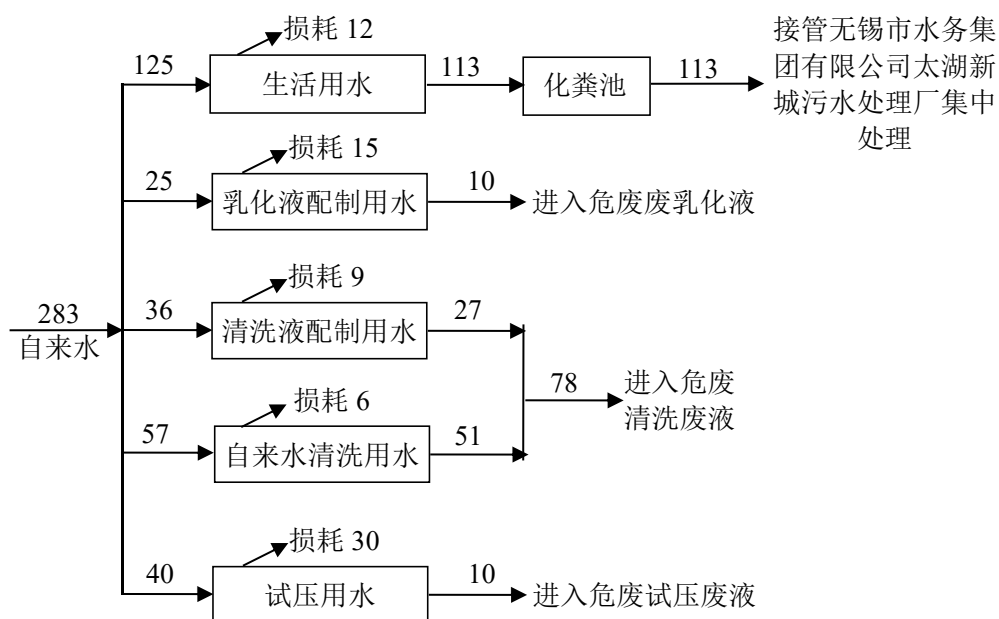 损耗 12
接管无锡市水务集
团有限公司太湖新
城污水处理厂集中
处理
125
生活用水
113
化粪池
113
损耗 15
25
乳化液配制用水
10
进入危废废乳化液
损耗 9
283
自来水
36
清洗液配制用水
27
78
进入危废
清洗废液
损耗 6
57
自来水清洗用水
51
损耗 30
40
试压用水
10
进入危废试压废液